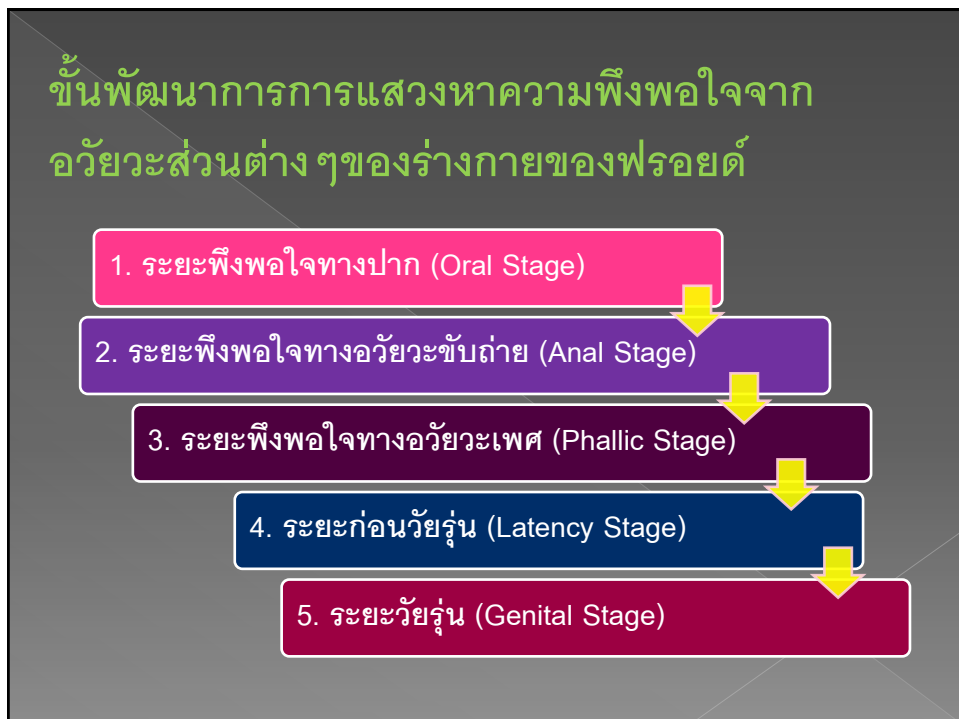 ขั้นพัฒนาการการแสวงหาความพึงพอใจจาก
อวัยวะส่วนต่าง ๆของร่างกายของฟรอยด์
1. ระยะพึงพอใจทางปาก (Oral Stage)
2. ระยะพึงพอใจทางอวัยวะขับถ่าย (Anal Stage)
3. ระยะพึงพอใจทางอวัยวะเพศ (Phallic Stage)
4. ระยะก่อนวัยรุ่น (Latency Stage)
5. ระยะวัยรุ่น (Genital Stage)